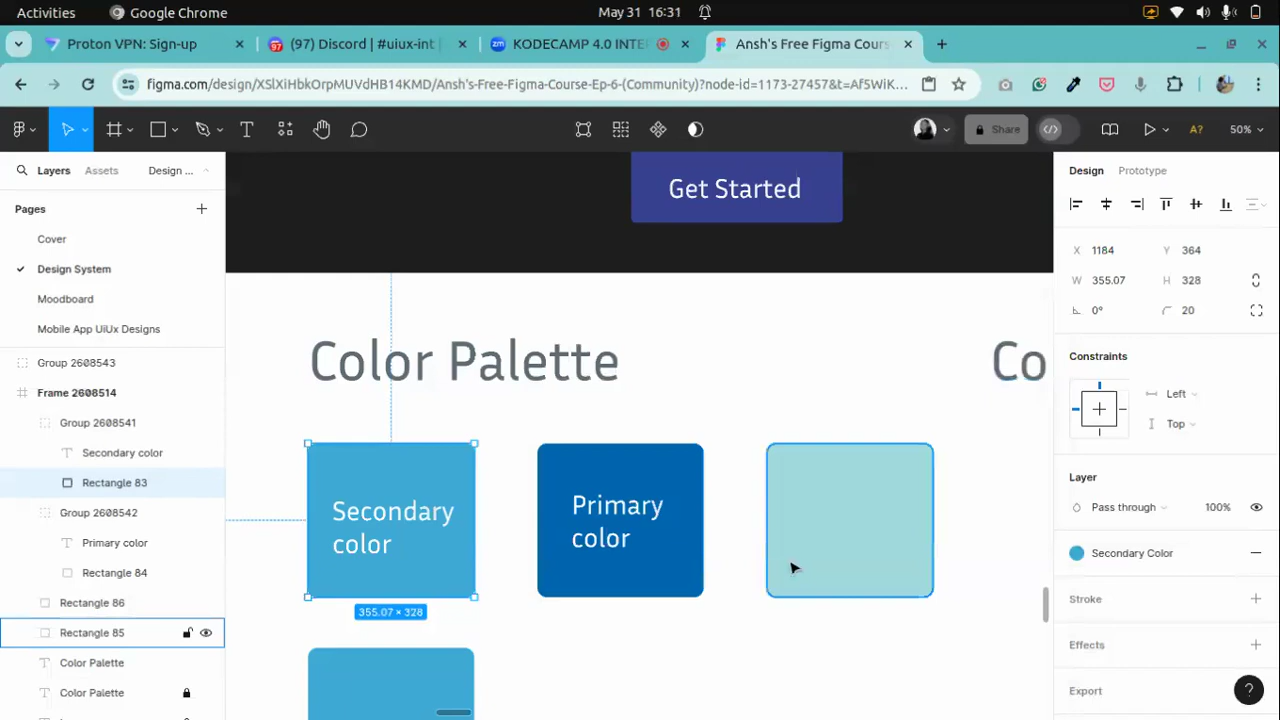 Activities
Google Chrome
May 31 16:31
Proton VPN: Sign-up
(97) Discord | #uiux-int
KODECAMP 4.0 INTE
Ansh's Free Figma Cours
figma.com/design/XSlXiHbkOrpMUVdHB14KMD/Ansh's-Free-Figma-Course-Ep-6-(Community)?node-id=1173-27457&t=Af5WiK...
Share
A?
50%
Layers
Assets
Design ...
Pages
Cover
Design System
Moodboard
Mobile App UiUx Designs
Group 2608543
Frame 2608514
Group 2608541
Secondary color
Rectangle 83
Group 2608542
Primary color
Rectangle 84
Rectangle 86
Rectangle 85
Color Palette
Color Palette
Get Started
Color Palette
Co
Secondary
color
Primary
color
355.07 × 328
Design
Prototype
X 1184
Y 364
W 355.07
H 328
0°
20
Constraints
Left
Top
Layer
Pass through
100%
Secondary Color
Stroke
Effects
Export
?